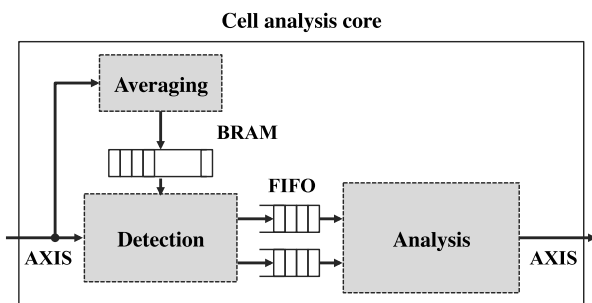 Cell analysis core
Averaging
BRAM
FIFO
Detection
Analysis
AXIS
AXIS